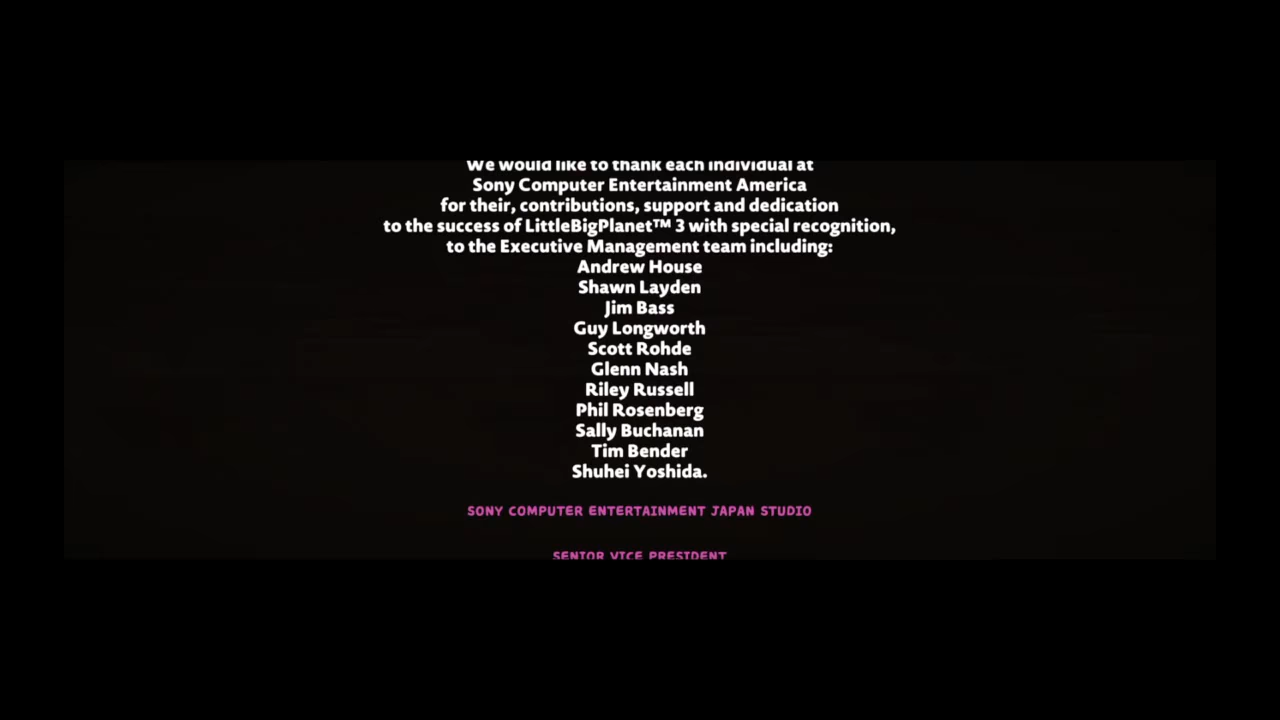 We would like to thank each individual at
Sony Computer Entertainment America
for their, contributions, support and dedication
to the success of LittleBigPlanet™ 3 with special recognition,
to the Executive Management team including:
Andrew House
Shawn Layden
Jim Bass
Guy Longworth
Scott Rohde
Glenn Nash
Riley Russell
Phil Rosenberg
Sally Buchanan
Tim Bender
Shuhei Yoshida.
SONY COMPUTER ENTERTAINMENT JAPAN STUDIO
SENIOR VICE PRESIDENT